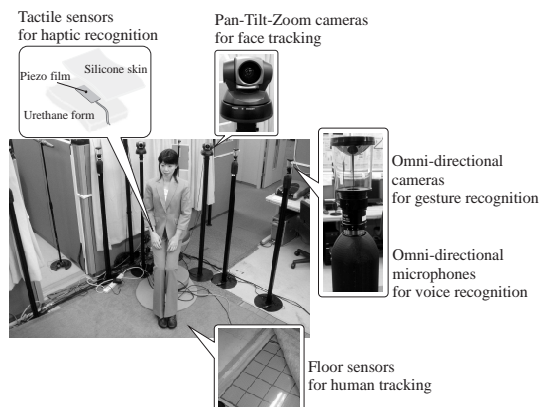 Tactile sensors
for haptic recognition
Piezo film
Silicone skin
Urethane form
Pan-Tilt-Zoom cameras
for face tracking
Omni-directional
cameras
for gesture recognition
Omni-directional
microphones
for voice recognition
Floor sensors
for human tracking